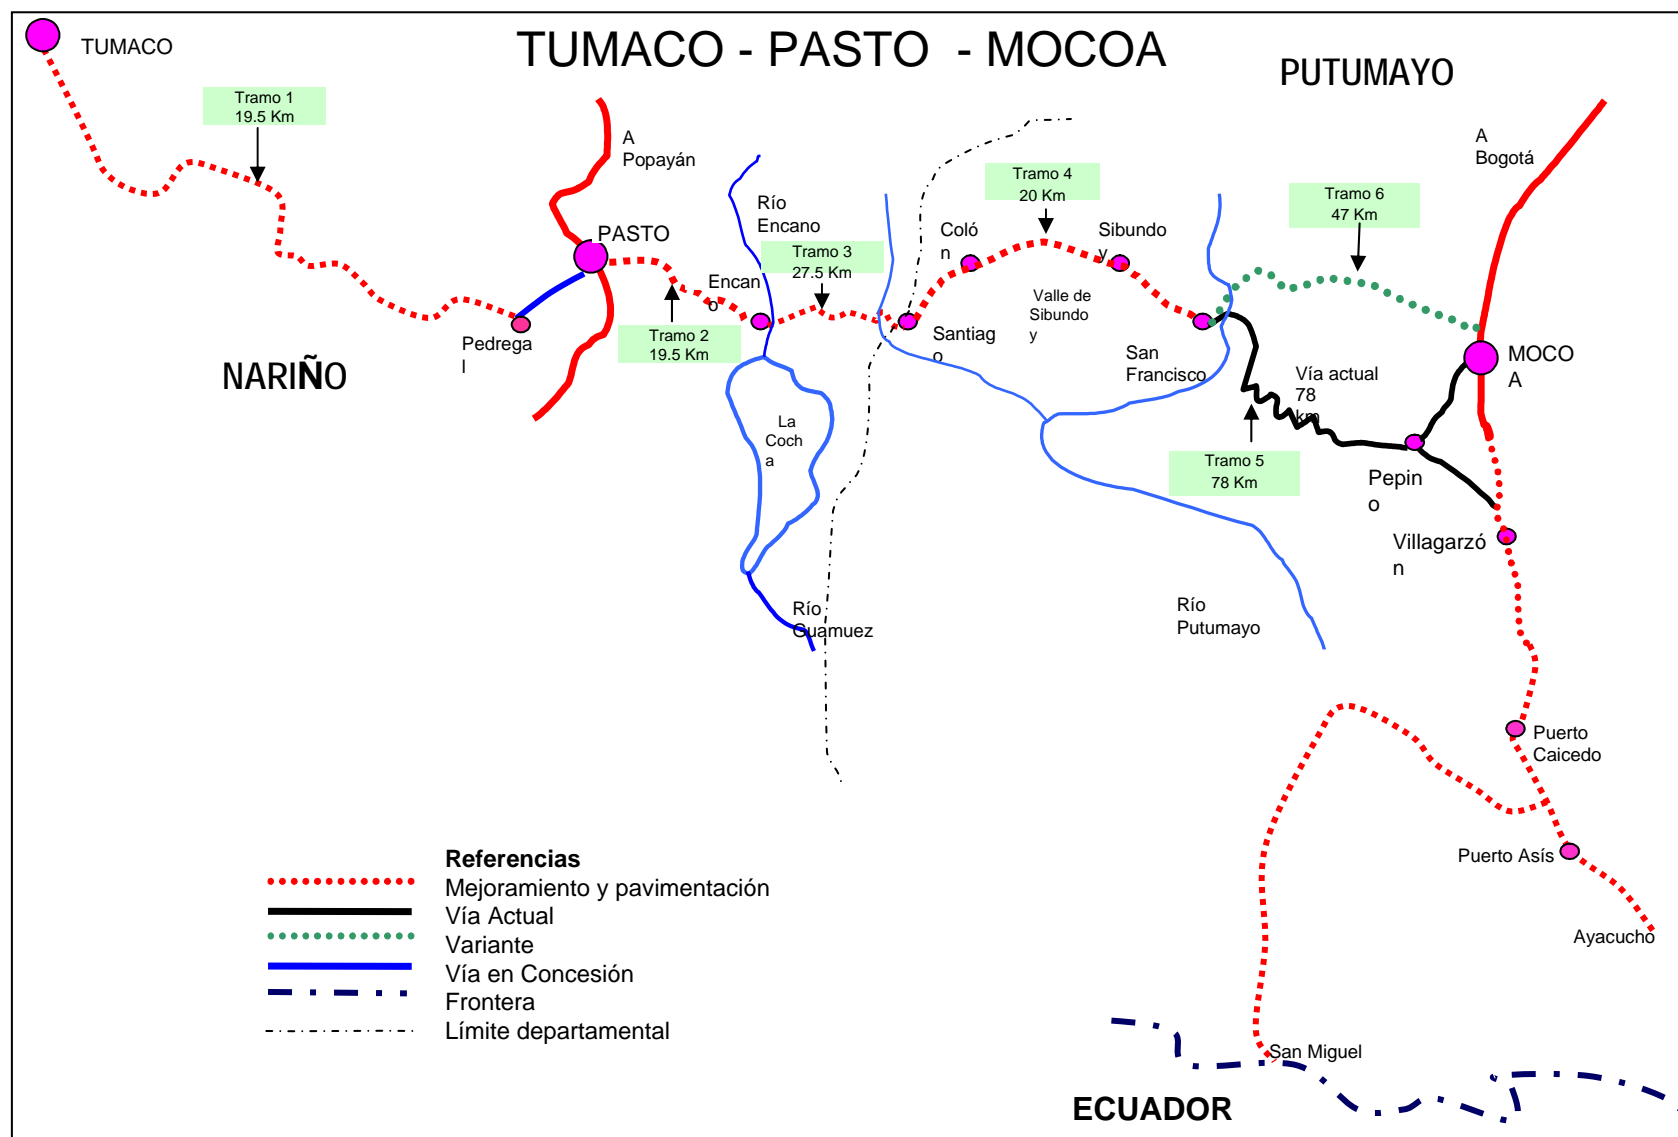 TUMACO - PASTO - MOCOA
TUMACO
PUTUMAYO
Tramo 1
19.5 Km
A
Popayán
A
Bogotá
Tramo 4
20 Km
Tramo 6
47 Km
Río
Encano
PASTO
Coló
n
Sibundo
y
Tramo 3
27.5 Km
Encan
o
Valle de
Sibundo
y
Pedrega
l
Tramo 2
19.5 Km
Santiag
o
San
Francisco
MOCO
A
NARIÑO
Vía actual
78
km
La
Coch
a
Tramo 5
78 Km
Pepin
o
Villagarzó
n
Río
Guamuez
Río
Putumayo
Puerto
Caicedo
Puerto Asís
Ayacucho
Referencias
Mejoramiento y pavimentación
Vía Actual
Variante
Vía en Concesión
Frontera
Límite departamental
San Miguel
ECUADOR